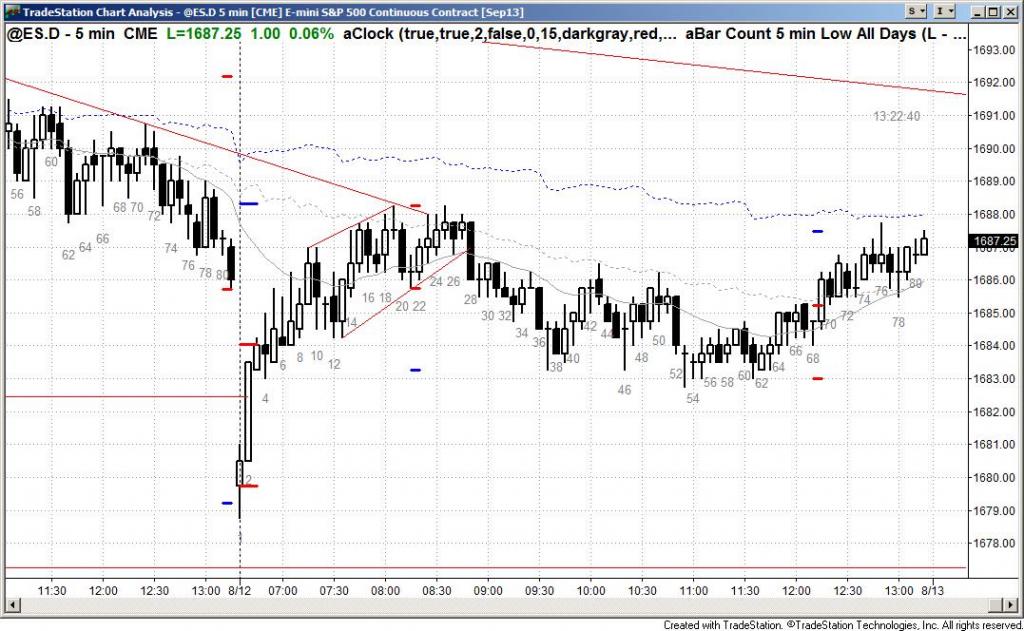 TradeStation Chart Analysis - @ES.D 5 min [CME] E-mini S&P 500 Continuous Contract [Sep13]
S I
@ES.D - 5 min CME L=1687.25 1.00 0.06% aClock (true,true,2,false,0,15,darkgray,red,... aBar Count 5 min Low All Days (L - ...
1693.00
1692.00
13:22:40
1691.00
1690.00
1689.00
1688.00
1687.25
1686.00
1685.00
1684.00
1683.00
1682.00
1681.00
1680.00
1679.00
1678.00
56 58 60 62 64 66 68 70 72 74 76 78 80
2 4 6 8 10 12 14 16 18 20 22 24 26 28 30 32 34 36 38 40 42 44 46 48 50 52 54 56 58 60 62 64 66 68 70 72 74 76 78 80
11:30 12:00 12:30 13:00 8/12 07:00 07:30 08:00 08:30 09:00 09:30 10:00 10:30 11:00 11:30 12:00 12:30 13:00 8/13
Created with TradeStation. ©TradeStation Technologies, Inc. All rights reserved.